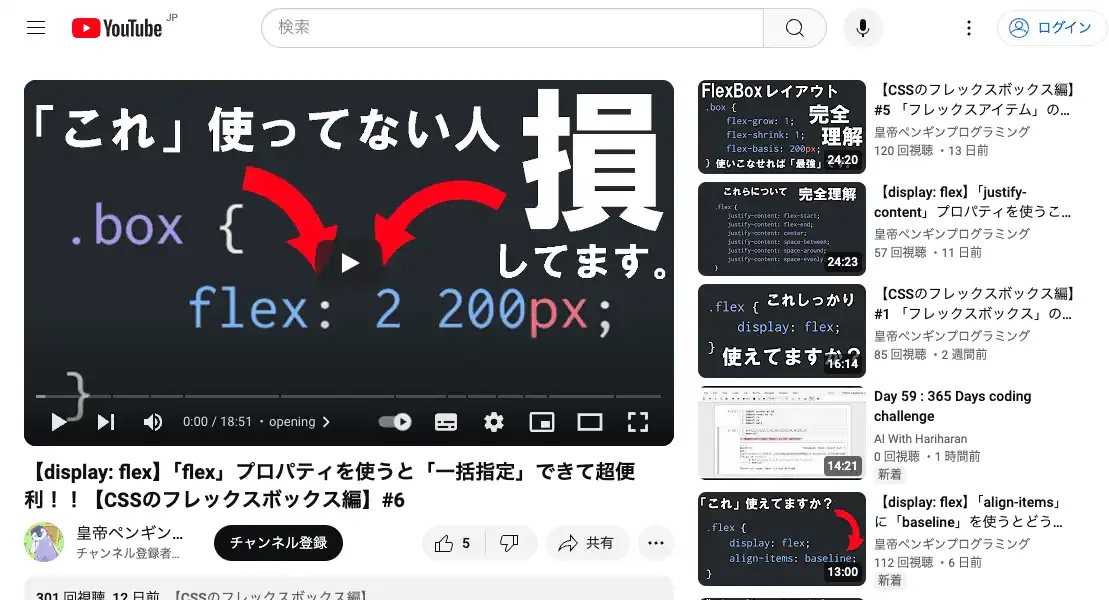 YouTube JP
検索
ログイン
「これ」使ってない人
損
してます。
.box {
flex: 2 200px;
}
0:00 / 18:51 • opening
【display: flex】「flex」プロパティを使うと「一括指定」できて超便
利！！【CSSのフレックスボックス編】#6
皇帝ペンギン...
チャンネル登録者...
チャンネル登録
5
共有
301 回視聴 12 日前 【CSSのフレックスボックス編】
FlexBoxレイアウト
.box {
flex-grow: 1;
flex-shrink: 1;
flex-basis: 200px;
}
完全
理解
使いこなせれば「最強」
24:20
【CSSのフレックスボックス編】
#5 「フレックスアイテム」の...
皇帝ペンギンプログラミング
120 回視聴 ・13 日前
これらについて 完全理解
.flex {
justify-content: flex-start;
justify-content: flex-end;
justify-content: center;
justify-content: space-between;
justify-content: space-around;
justify-content: space-evenly
}
24:23
【display: flex】「justify-
content」プロパティを使うこ...
皇帝ペンギンプログラミング
57 回視聴 ・11 日前
これしっかり
.flex {
display: flex;
}
使えてますか？
16:14
【CSSのフレックスボックス編】
#1 「フレックスボックス」の...
皇帝ペンギンプログラミング
85 回視聴 ・2 週間前
14:21
Day 59 : 365 Days coding
challenge
AI With Hariharan
0 回視聴 ・1 時間前
新着
「これ」使えてますか？
.flex {
display: flex;
align-items: baseline;
}
13:00
【display: flex】「align-items」
に「baseline」を使うとどう...
皇帝ペンギンプログラミング
112 回視聴 ・6 日前
新着